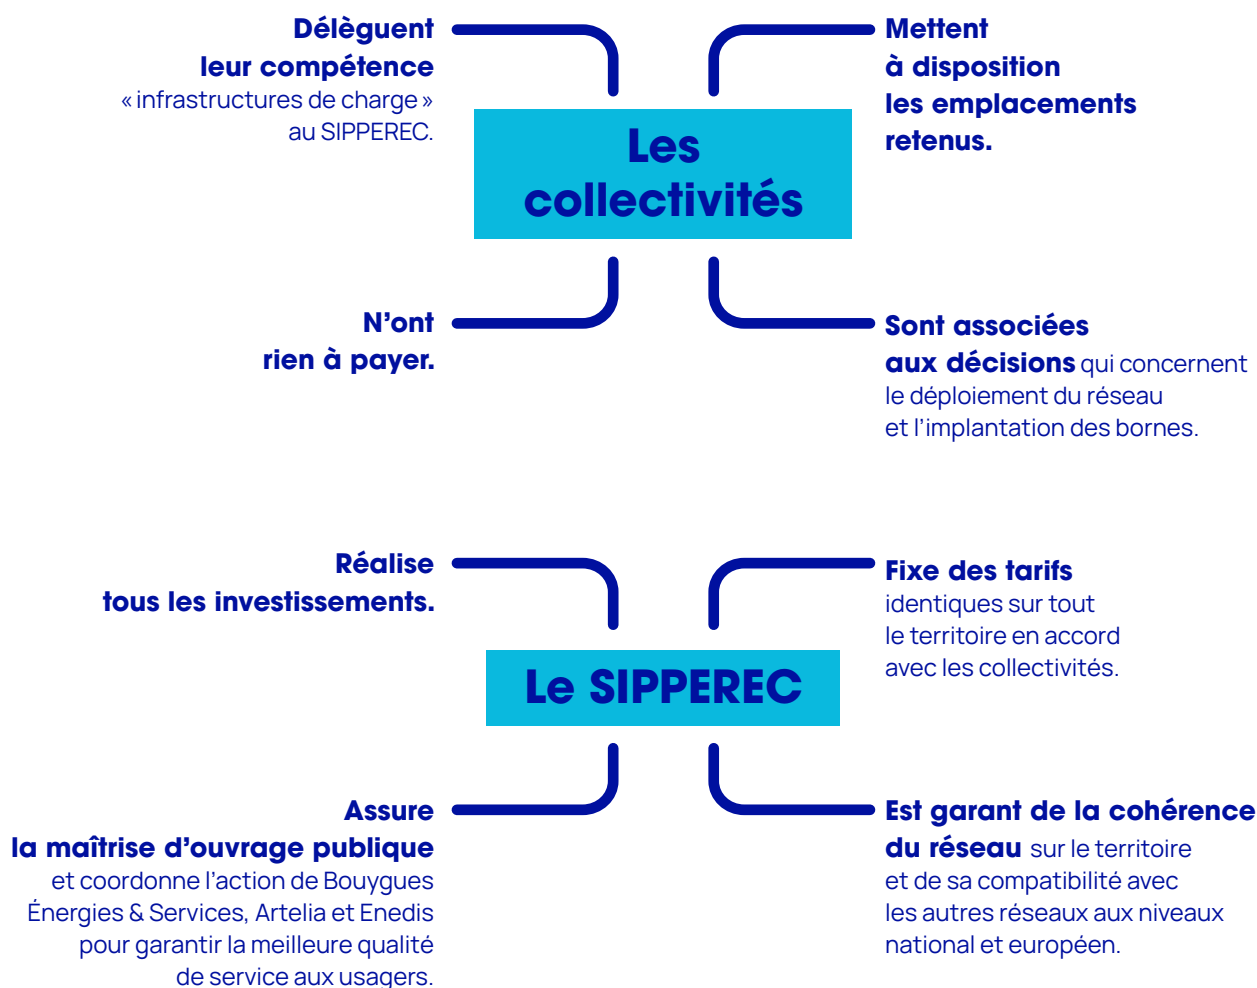 Délèguent
leur compétence
« infrastructures de charge »
au SIPPEREC.
Mettent
à disposition
les emplacements
retenus.
Les
collectivités
N’ont
rien à payer.
Sont associées
aux décisions qui concernent
le déploiement du réseau
et l’implantation des bornes.
Réalise
tous les investissements.
Fixe des tarifs
identiques sur tout
le territoire en accord
avec les collectivités.
Le SIPPEREC
Assure
la maîtrise d’ouvrage publique
et coordonne l’action de Bouygues
Énergies & Services, Artelia et Enedis
pour garantir la meilleure qualité
de service aux usagers.
Est garant de la cohérence
du réseau sur le territoire
et de sa compatibilité avec
les autres réseaux aux niveaux
national et européen.